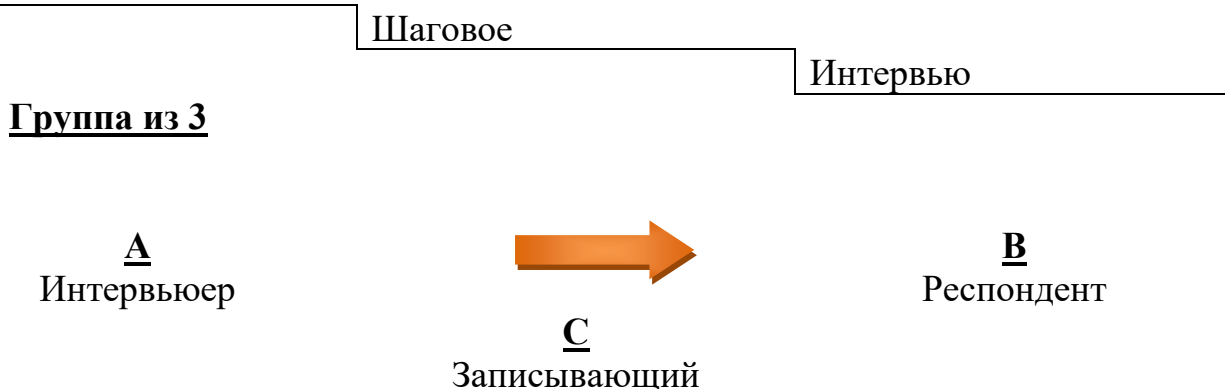 Шаговое
Интервью
Группа из 3
А
Интервьюер
В
Респондент
С
Записывающий